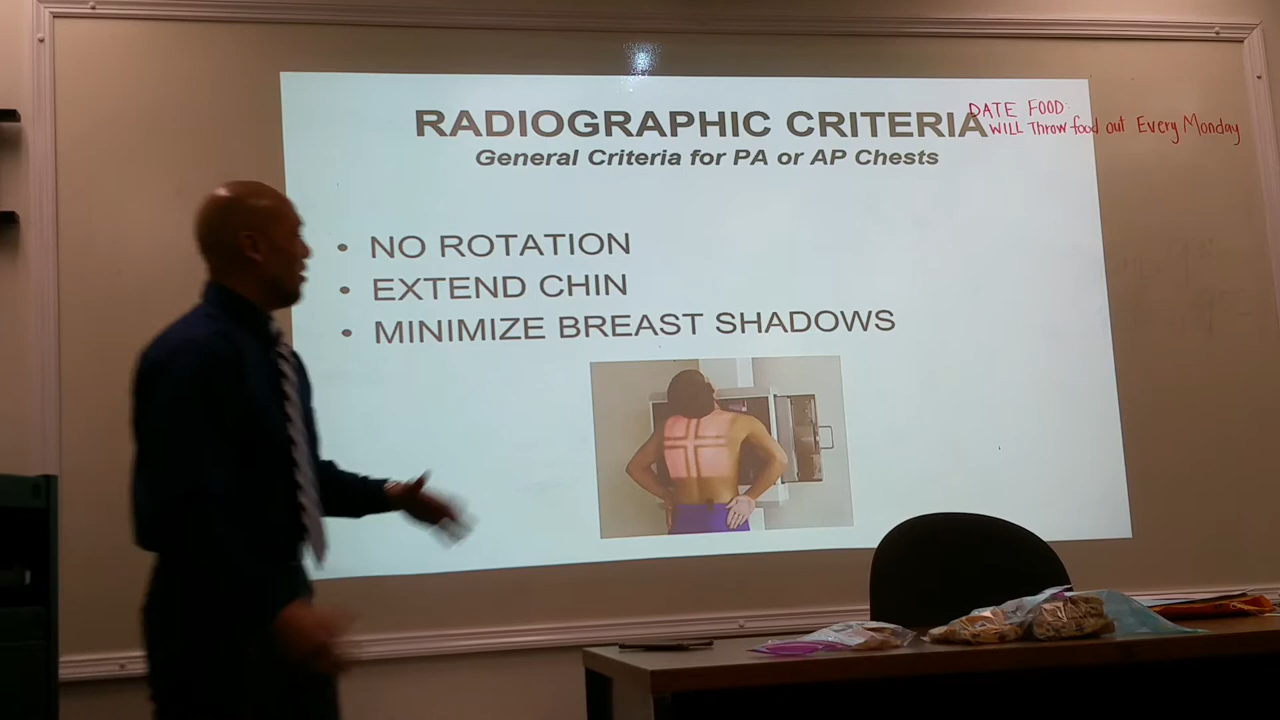 RADIOGRAPHIC CRITERIA
General Criteria for PA or AP Chests
DATE FOOD:
WILL Throw food out Every Monday
• NO ROTATION
• EXTEND CHIN
• MINIMIZE BREAST SHADOWS